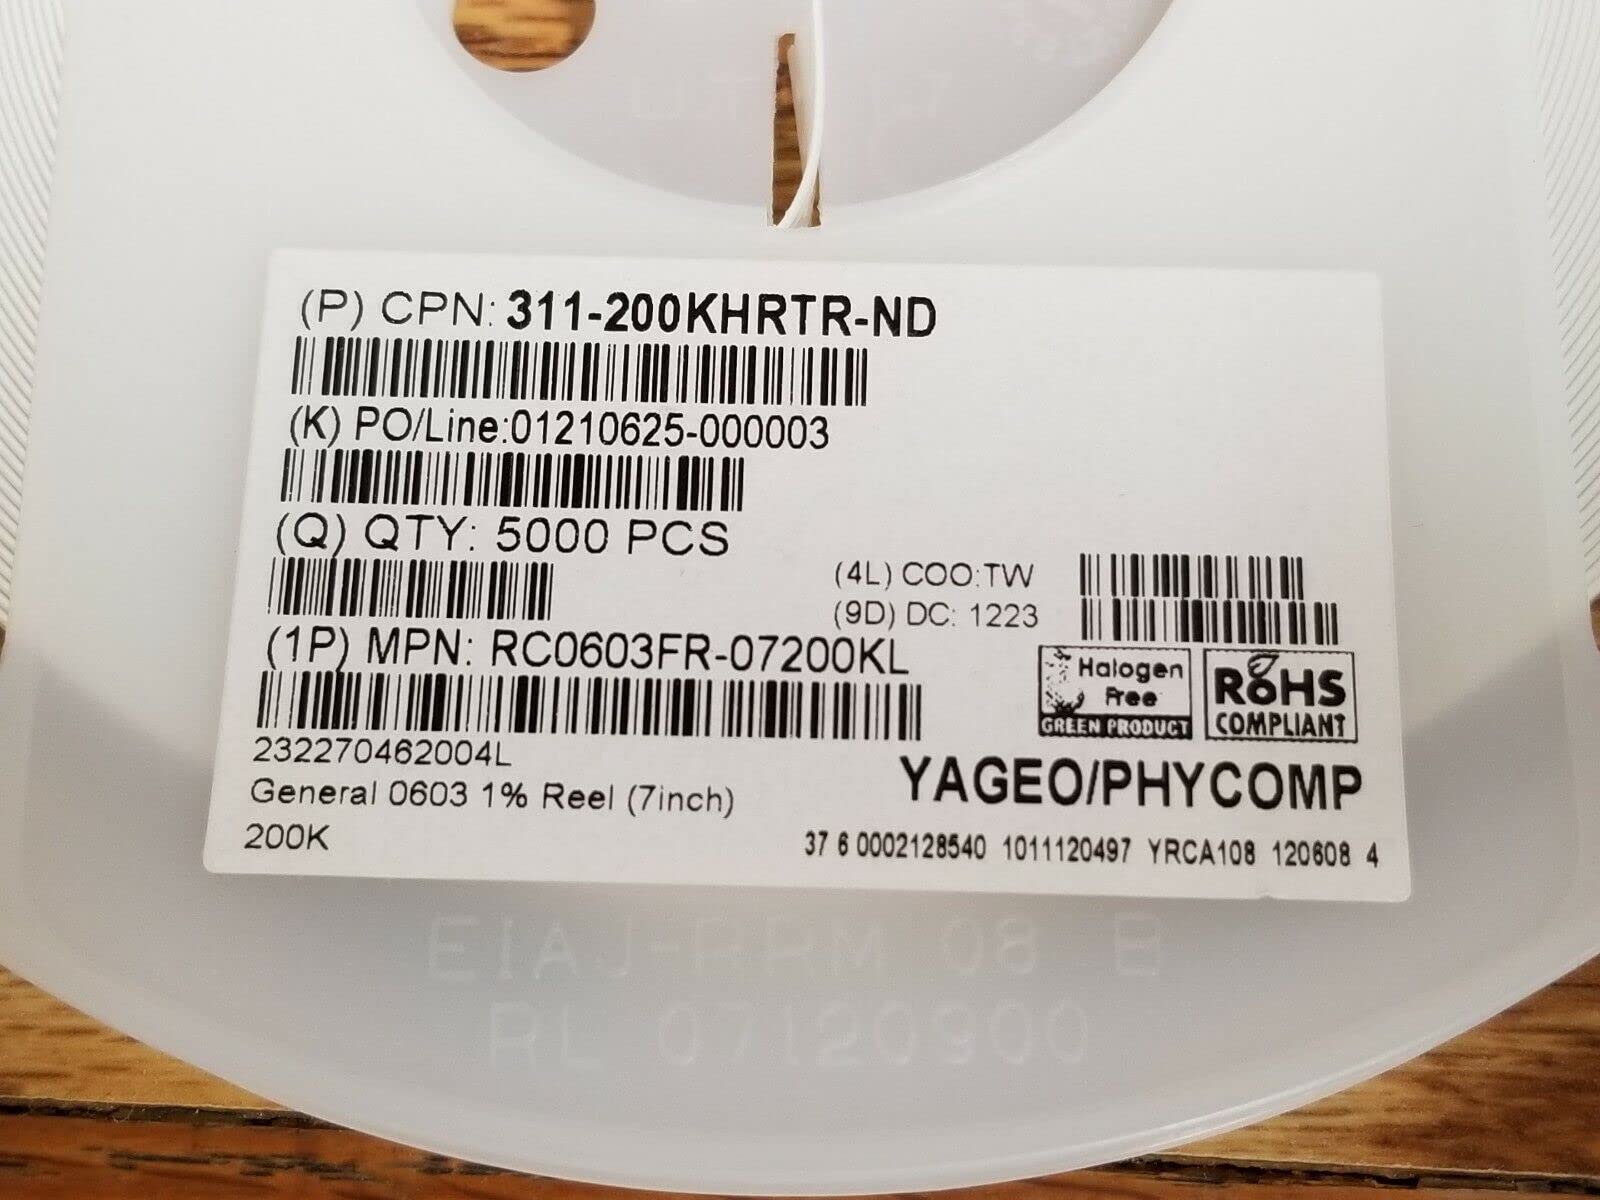 (P) CPN: 311-200KHRTR-ND
(K) PO/Line:01210625-000003
(Q) QTY: 5000 PCS
(4L) COO:TW
(9D) DC: 1223
(1P) MPN: RC0603FR-07200KL
Halogen
Free
GREEN PRODUCT
RoHS
COMPLIANT
232270462004L
General 0603 1% Reel (7inch)
200K
YAGEO/PHYCOMP
37 6 0002128540 1011120497 YRCA108 120608 4
EIAJ-RRM 08 B
RL 07120900